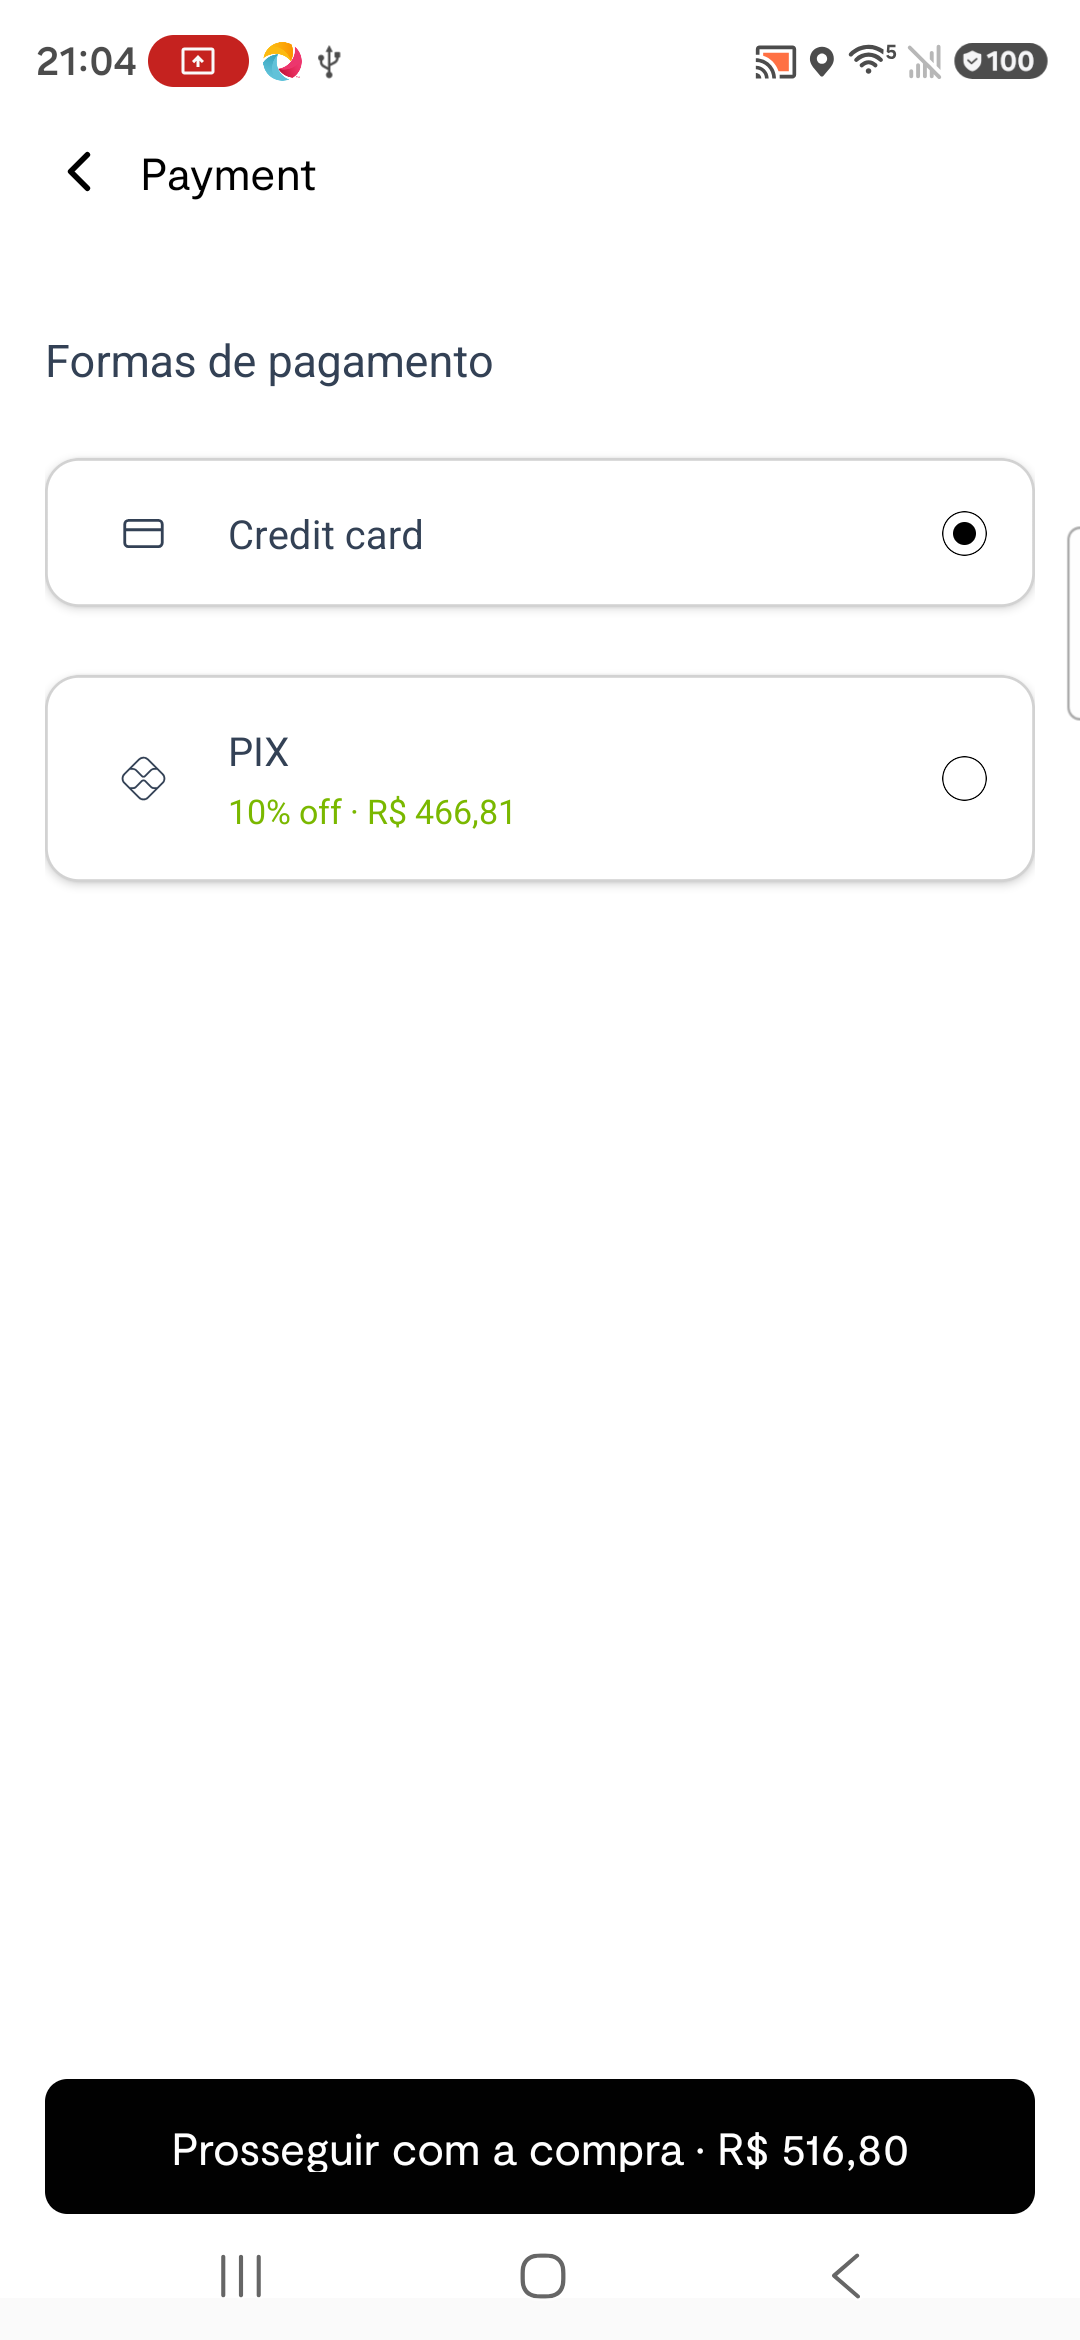 21:04
5
100
Payment
Formas de pagamento
Credit card
PIX
10% off · R$ 466,81
Prosseguir com a compra · R$ 516,80